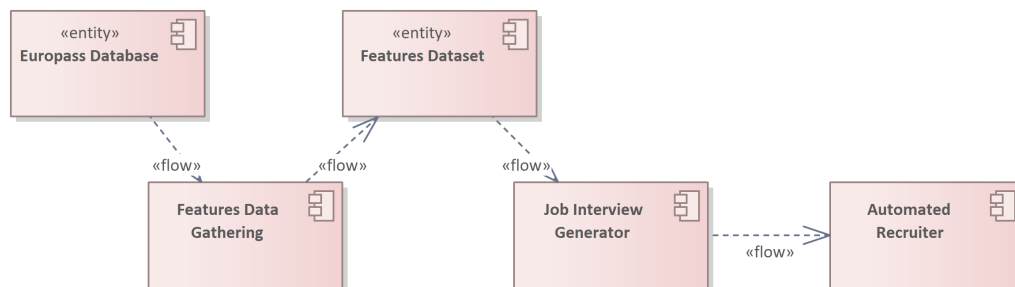 «entity»
Europass Database
«entity»
Features Dataset
«flow»
«flow»
«flow»
Features Data
Gathering
Job Interview
Generator
Automated
Recruiter
«flow»